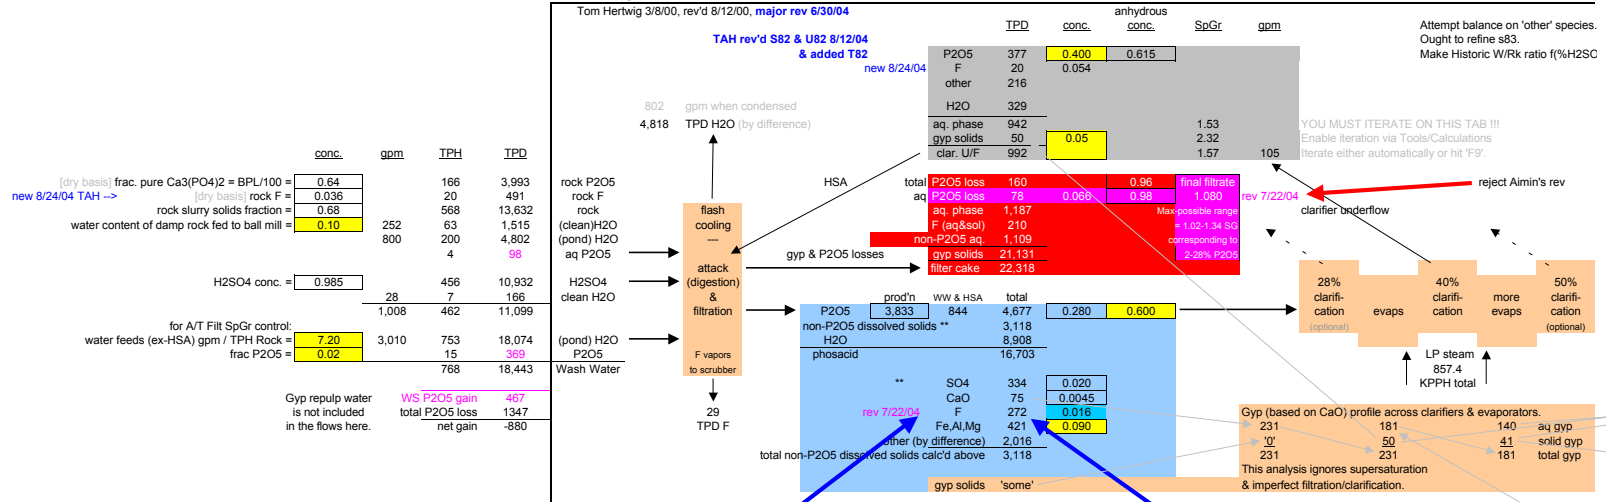 Tom Hertwig 3/8/00, rev'd 8/12/00, major rev 6/30/04
anhydrous
TPD conc. conc. SpGr gpm
Attempt balance on 'other' species.
TAH rev'd S82 & U82 8/12/04
Ought to refine s83.
& added T82 P2O5 377 0.400 0.615
Make Historic W/Rk ratio f(%H2SO
new 8/24/04 F 20 0.054
other 216
802 gpm when condensed H2O 329
4,818 TPD H2O (by difference) aq. phase 942 1.53 YOU MUST ITERATE ON THIS TAB !!!
gyp solids 50 0.05 2.32 Enable iteration via Tools/Calculations
conc. gpm TPH TPD clar. U/F 992 1.57 105 Iterate either automatically or hit 'F9'.
[dry basis] frac. pure Ca3(PO4)2 = BPL/100 = 0.64 166 3,993 rock P2O5 HSA total P2O5 loss 160 0.96 final filtrate reject Aimin's rev
new 8/24/04 TAH --> [dry basis] rock F = 0.036 20 491 rock F aq P2O5 loss 78 0.066 0.98 1.080 rev 7/22/04
rock slurry solids fraction = 0.68 568 13,632 rock flash aq. phase 1,187 Max-possible range clarifier underflow
water content of damp rock fed to ball mill = 0.10 252 63 1,515 (clean)H2O cooling F (aq&sol) 210 = 1.02-1.34 SG
800 200 4,802 (pond) H2O --- non-P2O5 aq. 1,109 corresponding to
4 98 aq P2O5 gyp & P2O5 losses gyp solids 21,131 2-28% P2O5
attack filter cake 22,318
H2SO4 conc. = 0.985 456 10,932 H2SO4 (digestion) 28% 40% 50%
28 7 166 clean H2O & prod'n WW & HSA total clarifi- evaps clarifi- more clarifi-
1,008 462 11,099 filtration P2O5 3,833 844 4,677 0.280 0.600 cation cation evaps cation
for A/T Filt SpGr control: non-P2O5 dissolved solids ** 3,118 (optional) (optional)
water feeds (ex-HSA) gpm / TPH Rock = 7.20 3,010 753 18,074 (pond) H2O H2O 8,908
frac P2O5 = 0.02 15 369 P2O5 F vapors phosacid 16,703 LP steam
768 18,443 Wash Water to scrubber 857.4
** SO4 334 0.020 KPPH total
Gyp repulp water WS P2O5 gain 467 CaO 75 0.0045
is not included total P2O5 loss 1347 29 rev 7/22/04 F 272 0.016 Gyp (based on CaO) profile across clarifiers & evaporators.
in the flows here. net gain -880 TPD F Fe,Al,Mg 421 0.090 231 181 140 aq gyp
other (by difference) 2,016 '0' 50 41 solid gyp
total non-P2O5 dissolved solids calc'd above 3,118 231 231 181 total gyp
This analysis ignores supersaturation
gyp solids 'some' & imperfect filtration/clarification.